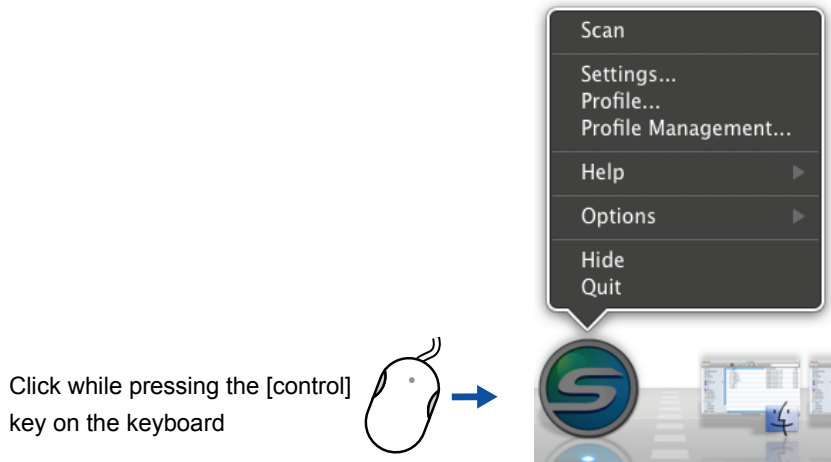 Scan
Settings...
Profile...
Profile Management...
Help
Options
Hide
Quit
Click while pressing the [control]
key on the keyboard